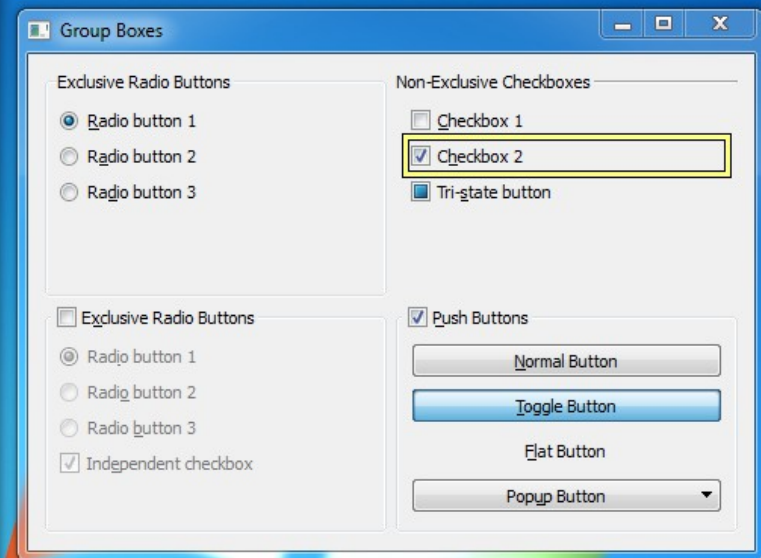 Group Boxes
Exclusive Radio Buttons
Radio button 1
Radio button 2
Radio button 3
Non-Exclusive Checkboxes
Checkbox 1
Checkbox 2
Tri-state button
Exclusive Radio Buttons
Radio button 1
Radio button 2
Radio button 3
Independent checkbox
Push Buttons
Normal Button
Toggle Button
Flat Button
Popup Button